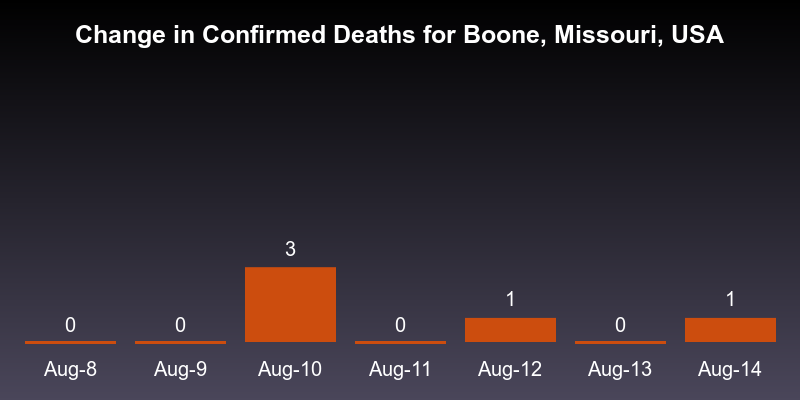 Change in Confirmed Deaths for Boone, Missouri, USA
0 0 3 0 1 0 1
Aug-8 Aug-9 Aug-10 Aug-11 Aug-12 Aug-13 Aug-14